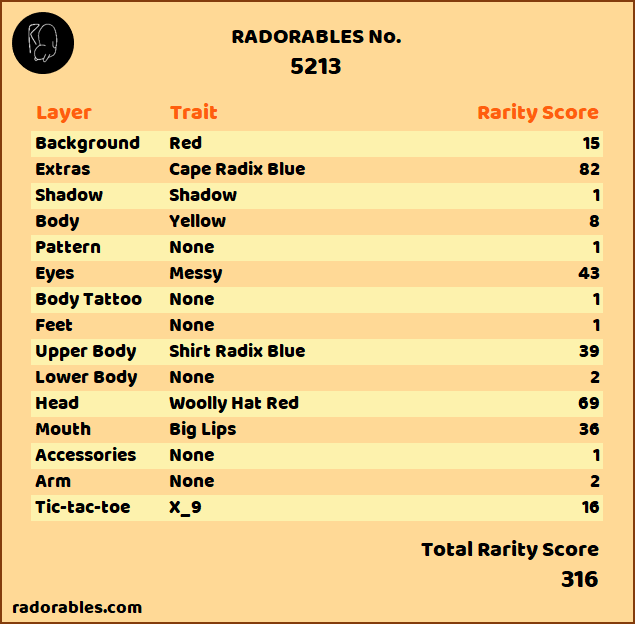 RADORABLES No.
5213
Layer Trait Rarity Score
Background Red 15
Extras Cape Radix Blue 82
Shadow Shadow 1
Body Yellow 8
Pattern None 1
Eyes Messy 43
Body Tattoo None 1
Feet None 1
Upper Body Shirt Radix Blue 39
Lower Body None 2
Head Woolly Hat Red 69
Mouth Big Lips 36
Accessories None 1
Arm None 2
Tic-tac-toe X_9 16
Total Rarity Score
316
radorables.com